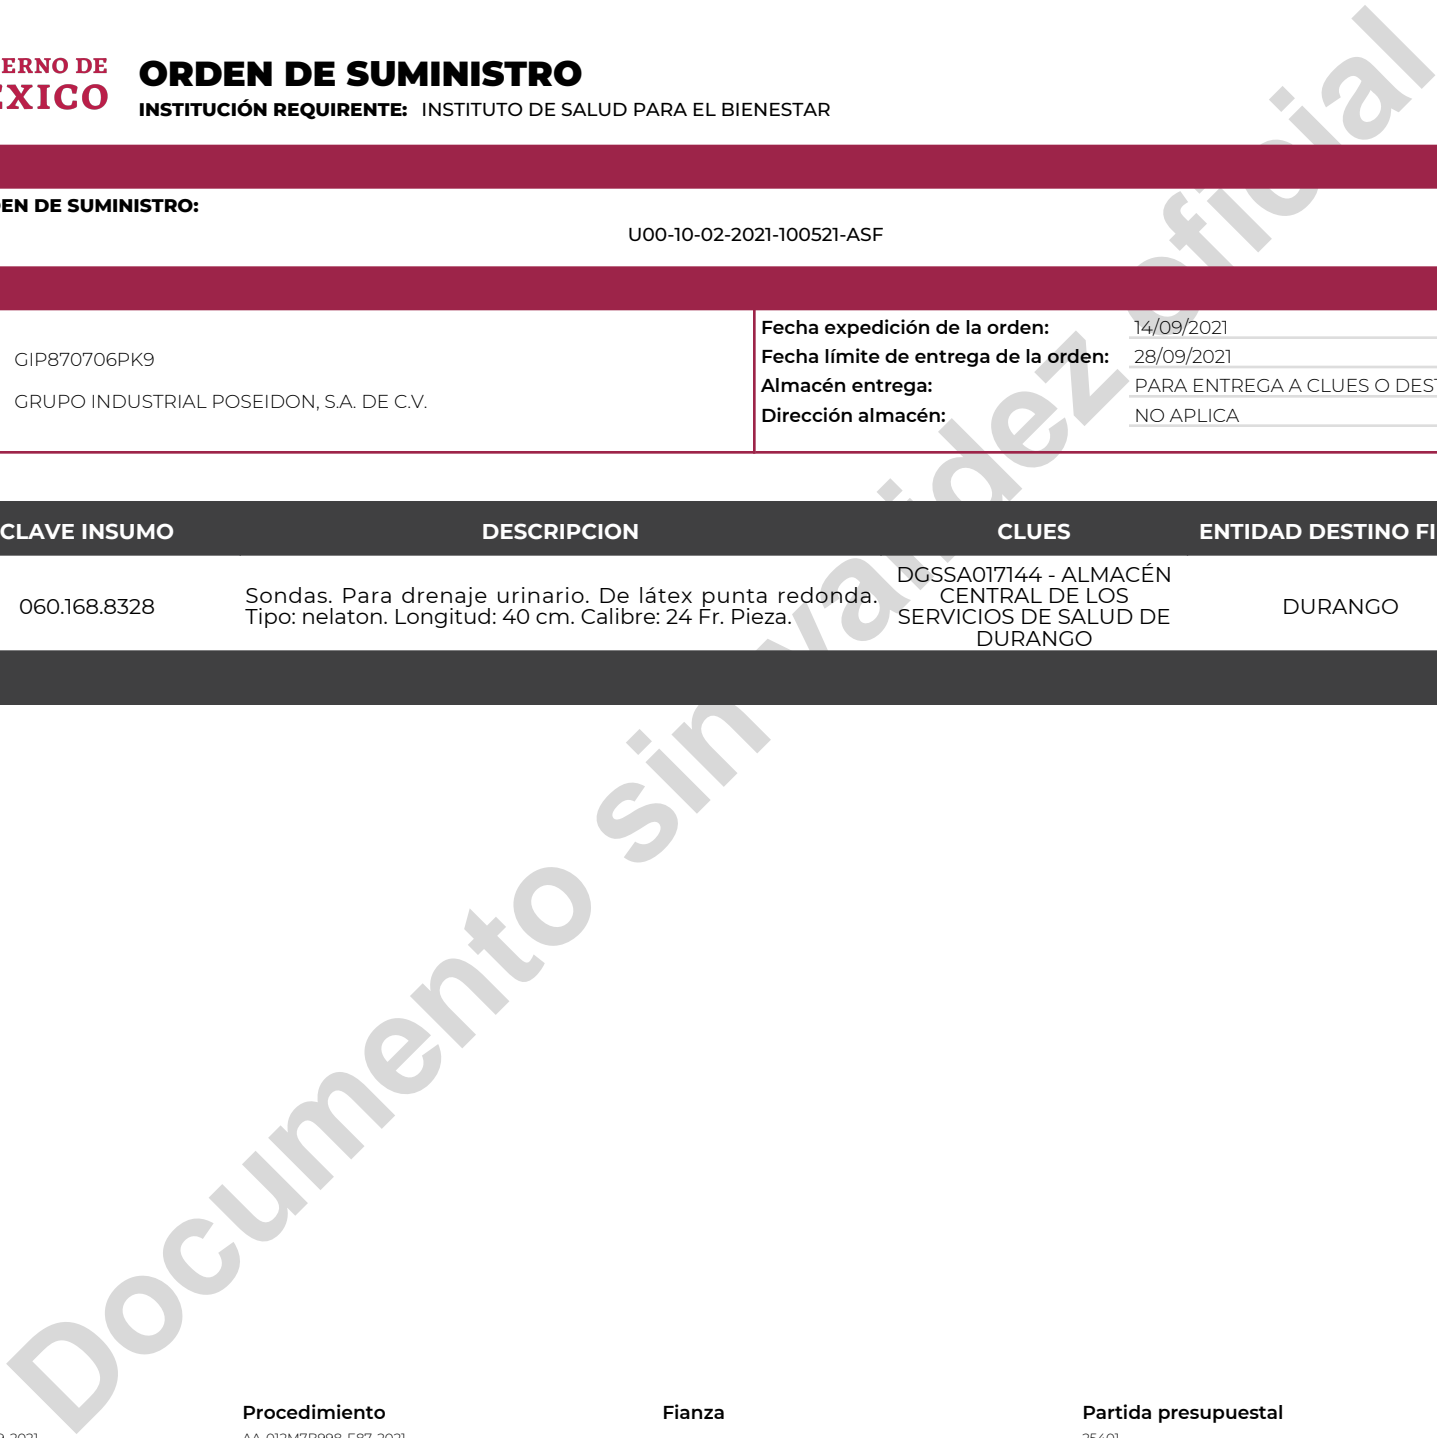 ERNO DE
EXICO
ORDEN DE SUMINISTRO
INSTITUCIÓN REQUIRENTE: INSTITUTO DE SALUD PARA EL BIENESTAR
EN DE SUMINISTRO:
U00-10-02-2021-100521-ASF
GIP870706PK9
GRUPO INDUSTRIAL POSEIDON, S.A. DE C.V.
Fecha expedición de la orden: 14/09/2021
Fecha límite de entrega de la orden: 28/09/2021
Almacén entrega: PARA ENTREGA A CLUES O DEST
Dirección almacén: NO APLICA
CLAVE INSUMO DESCRIPCION CLUES ENTIDAD DESTINO FI
060.168.8328
Sondas. Para drenaje urinario. De látex punta redonda.
Tipo: nelaton. Longitud: 40 cm. Calibre: 24 Fr. Pieza.
DGSSA017144 - ALMACÉN
CENTRAL DE LOS
SERVICIOS DE SALUD DE
DURANGO
DURANGO
Documento sin validez oficial
Procedimiento Fianza Partida presupuestal